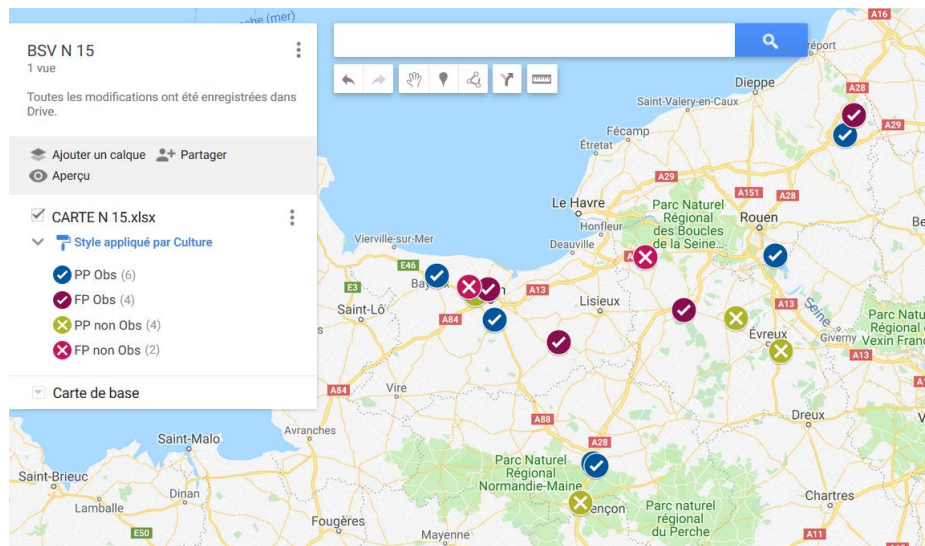 che (mer)
A16
BSV N 15
1 vue
Toutes les modifications ont été enregistrées dans
Drive.
Ajouter un calque
Partager
Aperçu
CARTE N 15.xlsx
Style appliqué par Culture
PP Obs (6)
FP Obs (4)
PP non Obs (4)
FP non Obs (2)
Carte de base
réport
Dieppe
A28
Saint-Valery-en-Caux
A29
Fécamp
Étretat
A29
A151
A28
Le Havre
Parc Naturel
Régional
des Boucles
de la Seine...
Rouen
Be
Honfleur
Deauville
Vierville-sur-Mer
E46
Bay
E3
A13
Lisieux
Saint-Lô
A84
A13
Seine
Parc Natu
Régional
Vexin Franç
Évreux
Giverny
A13
A84
Vire
A88
Dreux
Avranches
Saint-Malo
A28
Parc Naturel
Régional
Normandie-Maine
Saint-Brieuc
Dinan
Lamballe
ençon
Parc naturel
régional
du Perche
Chartres
Fougères
E50
Mayenne
A11